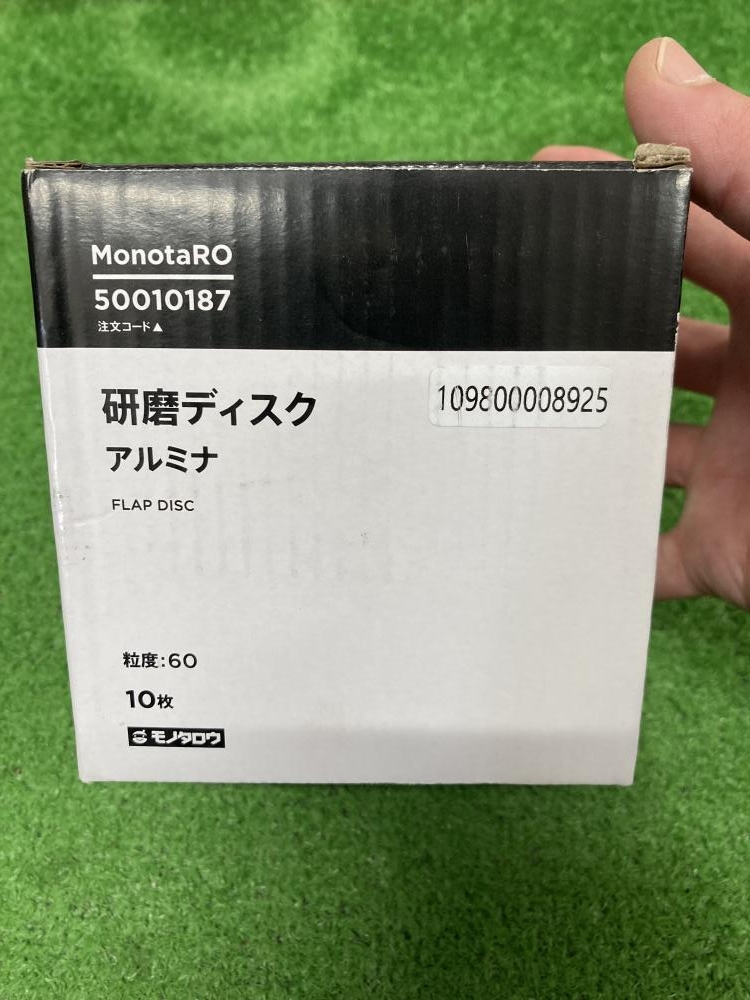 MonotaRO
50010187
注文コード▲
研磨ディスク
109800008925
アルミナ
FLAP DISC
粒度:60
10枚
モノタロウ